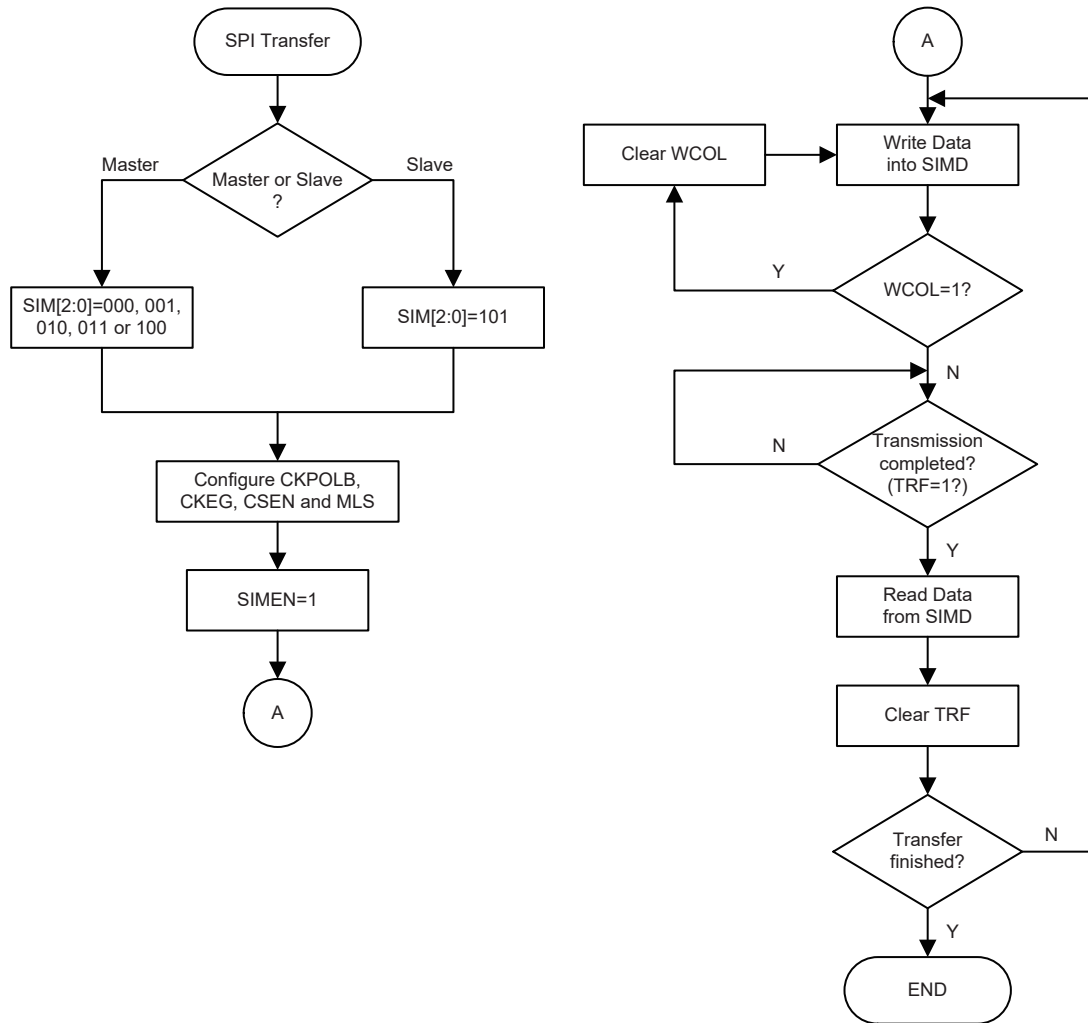 SPI Transfer
Master or Slave
?
Master
Slave
SIM[2:0]=000, 001,
010, 011 or 100
SIM[2:0]=101
Configure CKPOLB,
CKEG, CSEN and MLS
SIMEN=1
A
A
Write Data
into SIMD
Clear WCOL
WCOL=1?
Y
N
Transmission
completed?
(TRF=1?)
N
Y
Read Data
from SIMD
Clear TRF
Transfer
finished?
N
Y
END